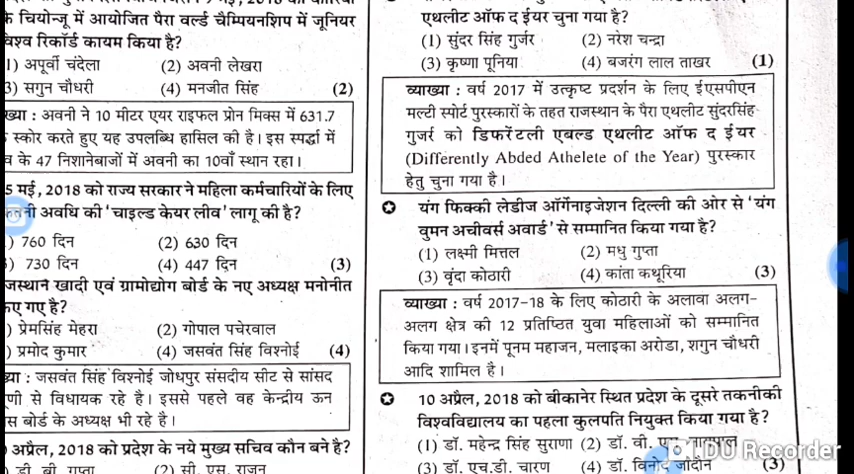 के चियोन्जू में आयोजित पैरा वर्ल्ड चैम्पियनशिप में जूनियर
वेश्व रिकॉर्ड कायम किया है?
1) अपूर्वी चंदेला (2) अवनी लेखरा
3) सगुन चौधरी (4) मनजीत सिंह (2)
ख्या : अवनी ने 10 मीटर एयर राइफल प्रोन मिक्स में 631.7
स्कोर करते हुए यह उपलब्धि हासिल की है। इस स्पर्द्धा में
व के 47 निशानेबाजों में अवनी का 10वाँ स्थान रहा।
5 मई, 2018 को राज्य सरकार ने महिला कर्मचारियों के लिए
तनी अवधि की 'चाइल्ड केयर लीव' लागू की है?
) 760 दिन (2) 630 दिन
) 730 दिन (4) 447 दिन (3)
जस्थान खादी एवं ग्रामोद्योग बोर्ड के नए अध्यक्ष मनोनीत
कए गए है?
) प्रेमसिंह मेहरा (2) गोपाल पचेरवाल
) प्रमोद कुमार (4) जसवंत सिंह विश्नोई (4)
ख्या : जसवंत सिंह विश्नोई जोधपुर संसदीय सीट से सांसद
णी से विधायक रहे है। इससे पहले वह केन्द्रीय ऊन
स बोर्ड के अध्यक्ष भी रहे है।
अप्रैल, 2018 को प्रदेश के नये मुख्य सचिव कौन बने है?
) डी. बी. गुप्ता (2) सी. एस. राजन
एथलीट ऑफ द ईयर चुना गया है?
(1) सुंदर सिंह गुर्जर (2) नरेश चन्द्रा
(3) कृष्णा पूनिया (4) बजरंग लाल ताखर (1)
व्याख्या : वर्ष 2017 में उत्कृष्ट प्रदर्शन के लिए ईएसपीएन
मल्टी स्पोर्ट पुरस्कारों के तहत राजस्थान के पैरा एथलीट सुंदरसिंह
गुर्जर को डिफरेंटली एबल्ड एथलीट ऑफ द ईयर
(Differently Abded Athelete of the Year) पुरस्कार
हेतु चुना गया है।
यंग फिक्की लेडीज ऑर्गेनाइजेशन दिल्ली की ओर से 'यंग
वुमन अचीवर्स अवार्ड' से सम्मानित किया गया है?
(1) लक्ष्मी मित्तल (2) मधु गुप्ता
(3) वृंदा कोठारी (4) कांता कथूरिया (3)
व्याख्या : वर्ष 2017-18 के लिए कोठारी के अलावा अलग-
अलग क्षेत्र की 12 प्रतिष्ठित युवा महिलाओं को सम्मानित
किया गया। इनमें पूनम महाजन, मलाइका अरोडा, शगुन चौधरी
आदि शामिल है।
10 अप्रैल, 2018 को बीकानेर स्थित प्रदेश के दूसरे तकनीकी
विश्वविद्यालय का पहला कुलपति नियुक्त किया गया है?
(1) डॉ. महेन्द्र सिंह सुराणा (2) डॉ. वी.
(3) डॉ. एच.डी. चारण (4) डॉ. विनोद जादौन (3)
DU Recorder